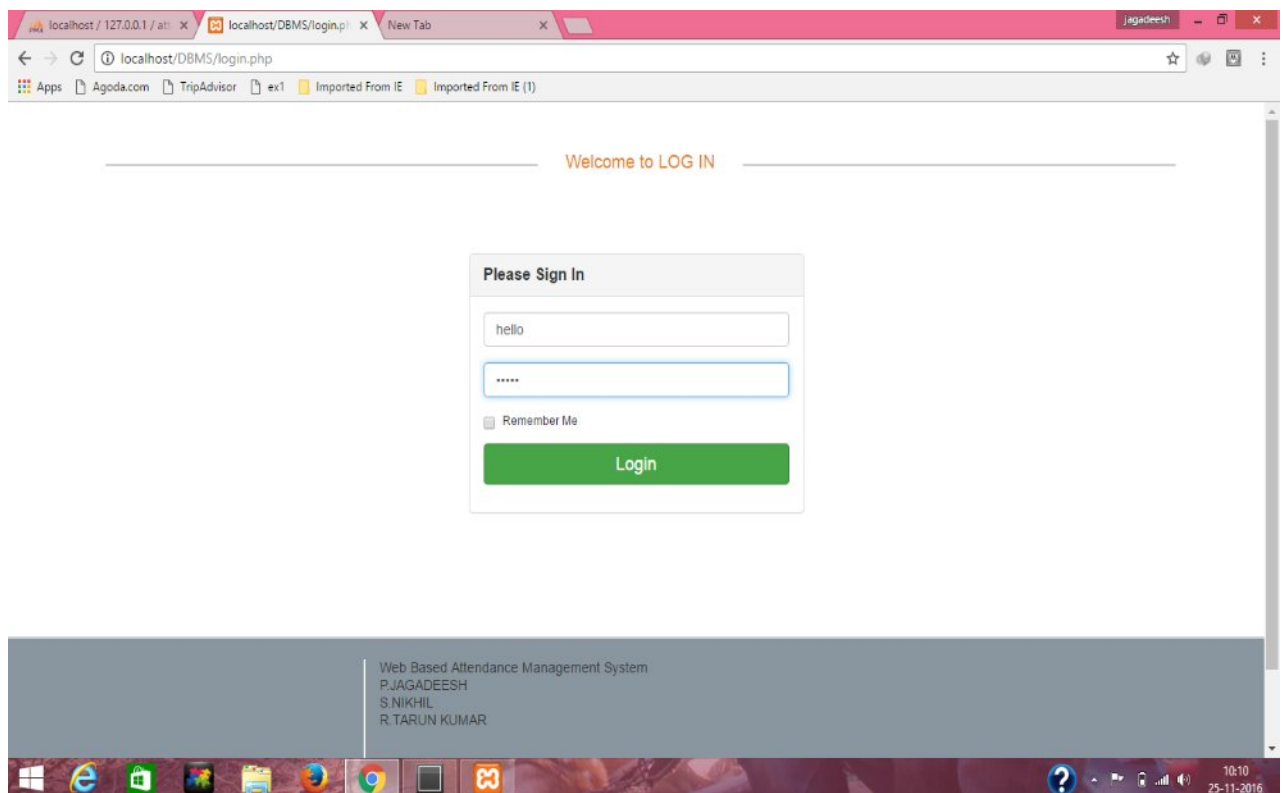 localhost / 127.0.0.1 / att
localhost/DBMS/login.ph
New Tab
jagadeesh
localhost/DBMS/login.php
Apps Agoda.com TripAdvisor ex1 Imported From IE Imported From IE (1)
Welcome to LOG IN
Please Sign In
hello
•••••
Remember Me
Login
Web Based Attendance Management System
P.JAGADEESH
S.NIKHIL
R.TARUN KUMAR
10:10
25-11-2016